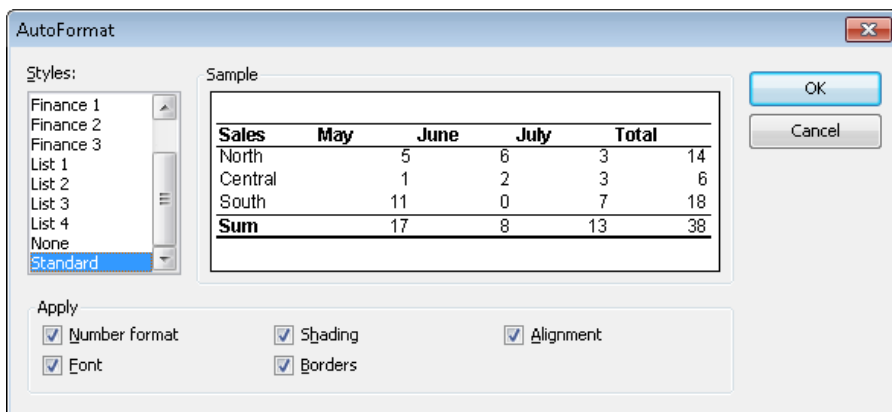 AutoFormat
Styles:
Finance 1
Finance 2
Finance 3
List 1
List 2
List 3
List 4
None
Standard
Sample
Sales May June July Total
North 5 6 3 14
Central 1 2 3 6
South 11 0 7 18
Sum 17 8 13 38
OK
Cancel
Apply
Number format Shading Alignment
Font Borders